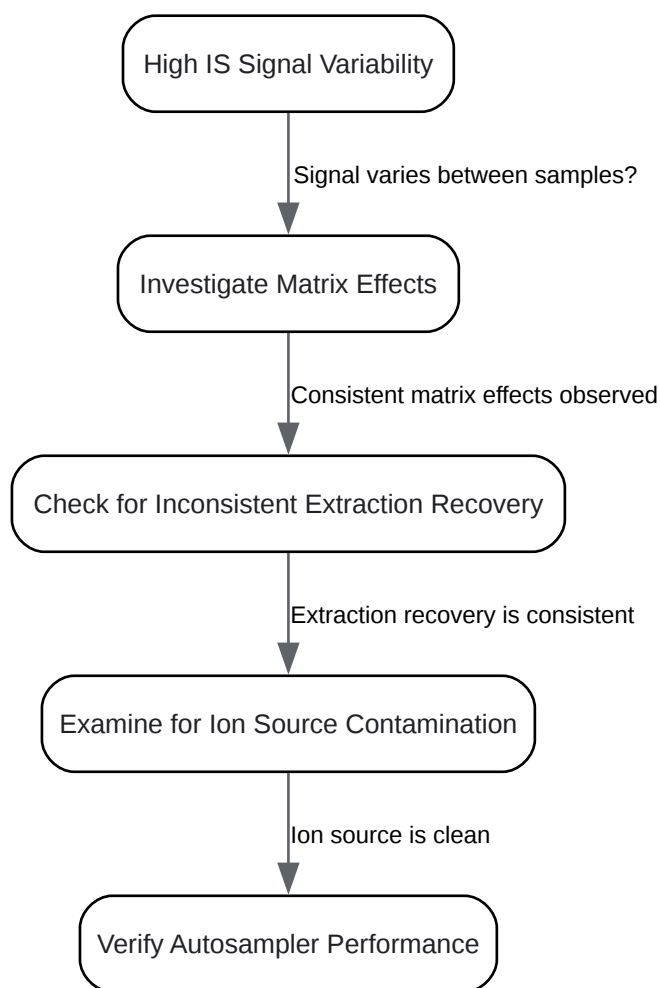 High IS Signal Variability
Signal varies between samples?
Investigate Matrix Effects
Consistent matrix effects observed
Check for Inconsistent Extraction Recovery
Extraction recovery is consistent
Examine for Ion Source Contamination
Ion source is clean
Verify Autosampler Performance